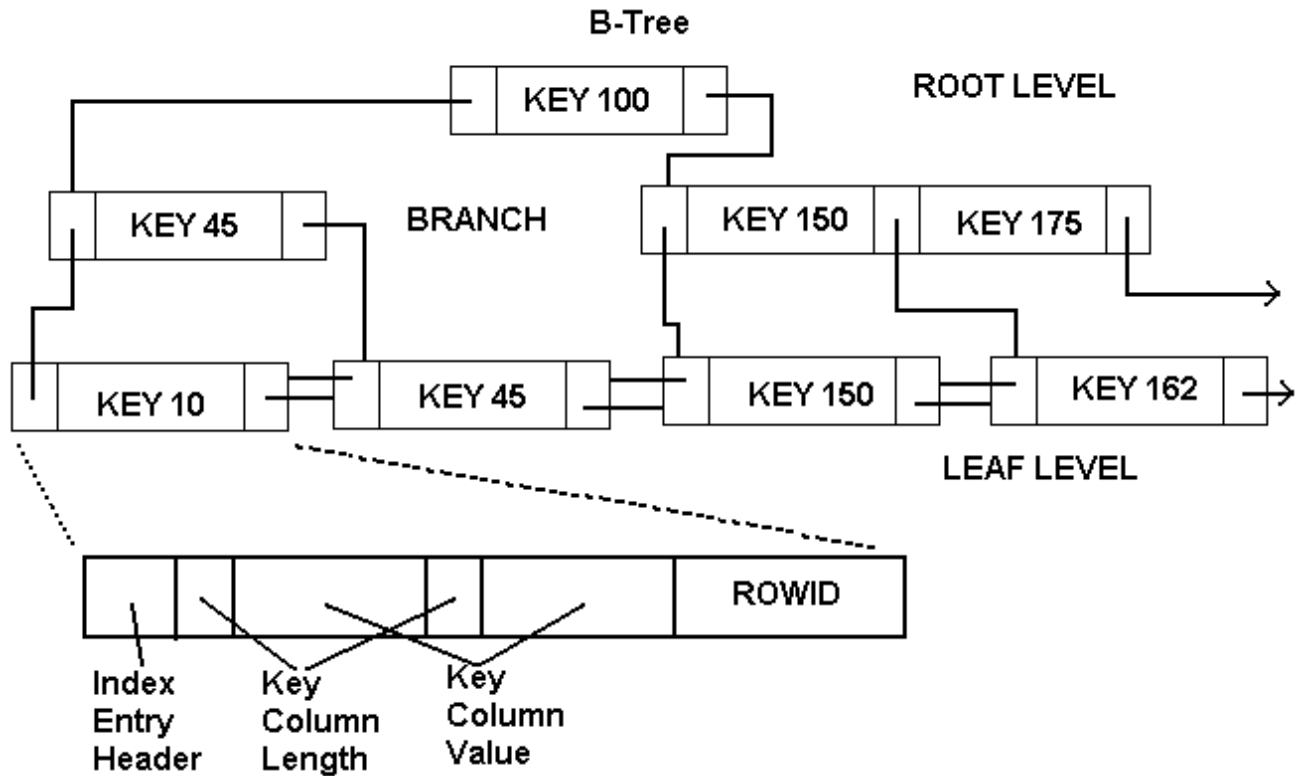 B-Tree
KEY 100
ROOT LEVEL
KEY 45
BRANCH
KEY 150
KEY 175
KEY 10
KEY 45
KEY 150
KEY 162
LEAF LEVEL
ROWID
Index
Entry
Header
Key
Column
Length
Key
Column
Value